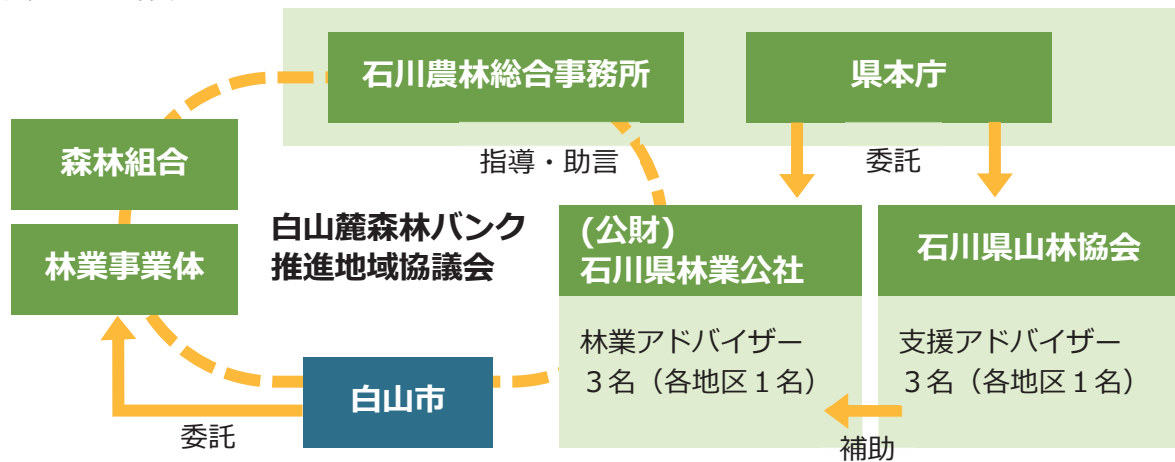 石川農林総合事務所
県本庁
指導・助言
委託
森林組合
林業事業体
白山麓森林バンク
推進地域協議会
(公財)
石川県林業公社
石川県山林協会
林業アドバイザー
３名（各地区１名）
支援アドバイザー
３名（各地区１名）
白山市
委託
補助